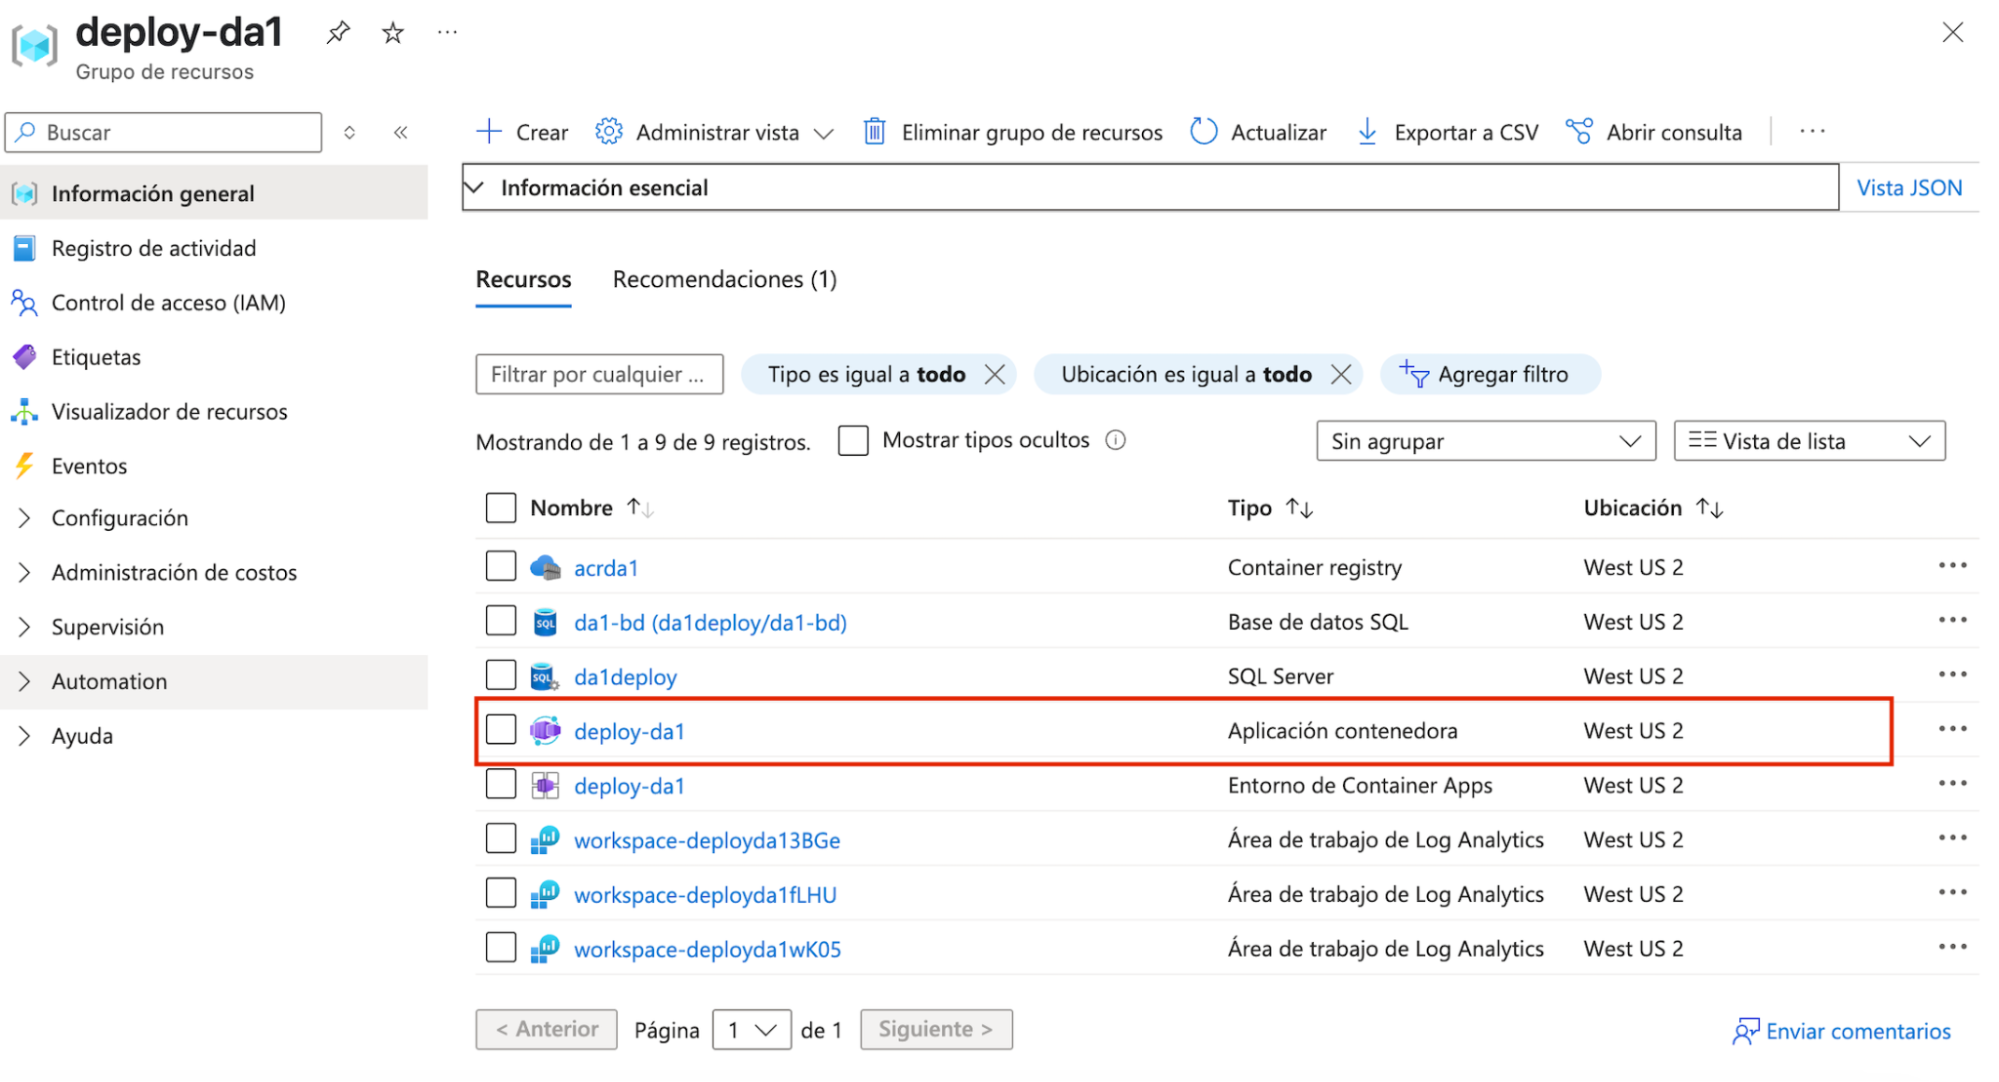 deploy-da1
Grupo de recursos
Buscar
Información general
Registro de actividad
Control de acceso (IAM)
Etiquetas
Visualizador de recursos
Eventos
Configuración
Administración de costos
Supervisión
Automation
Ayuda
Crear Administrar vista Eliminar grupo de recursos Actualizar Exportar a CSV Abrir consulta
Información esencial Vista JSON
Recursos Recomendaciones (1)
Filtrar por cualquier ... Tipo es igual a todo Ubicación es igual a todo Agregar filtro
Mostrando de 1 a 9 de 9 registros. Mostrar tipos ocultos Sin agrupar Vista de lista
Nombre Tipo Ubicación
acrda1 Container registry West US 2
da1-bd (da1deploy/da1-bd) Base de datos SQL West US 2
da1deploy SQL Server West US 2
deploy-da1 Aplicación contenedora West US 2
deploy-da1 Entorno de Container Apps West US 2
workspace-deployda13BGe Área de trabajo de Log Analytics West US 2
workspace-deployda1fLHU Área de trabajo de Log Analytics West US 2
workspace-deployda1wK05 Área de trabajo de Log Analytics West US 2
< Anterior Página 1 de 1 Siguiente > Enviar comentarios